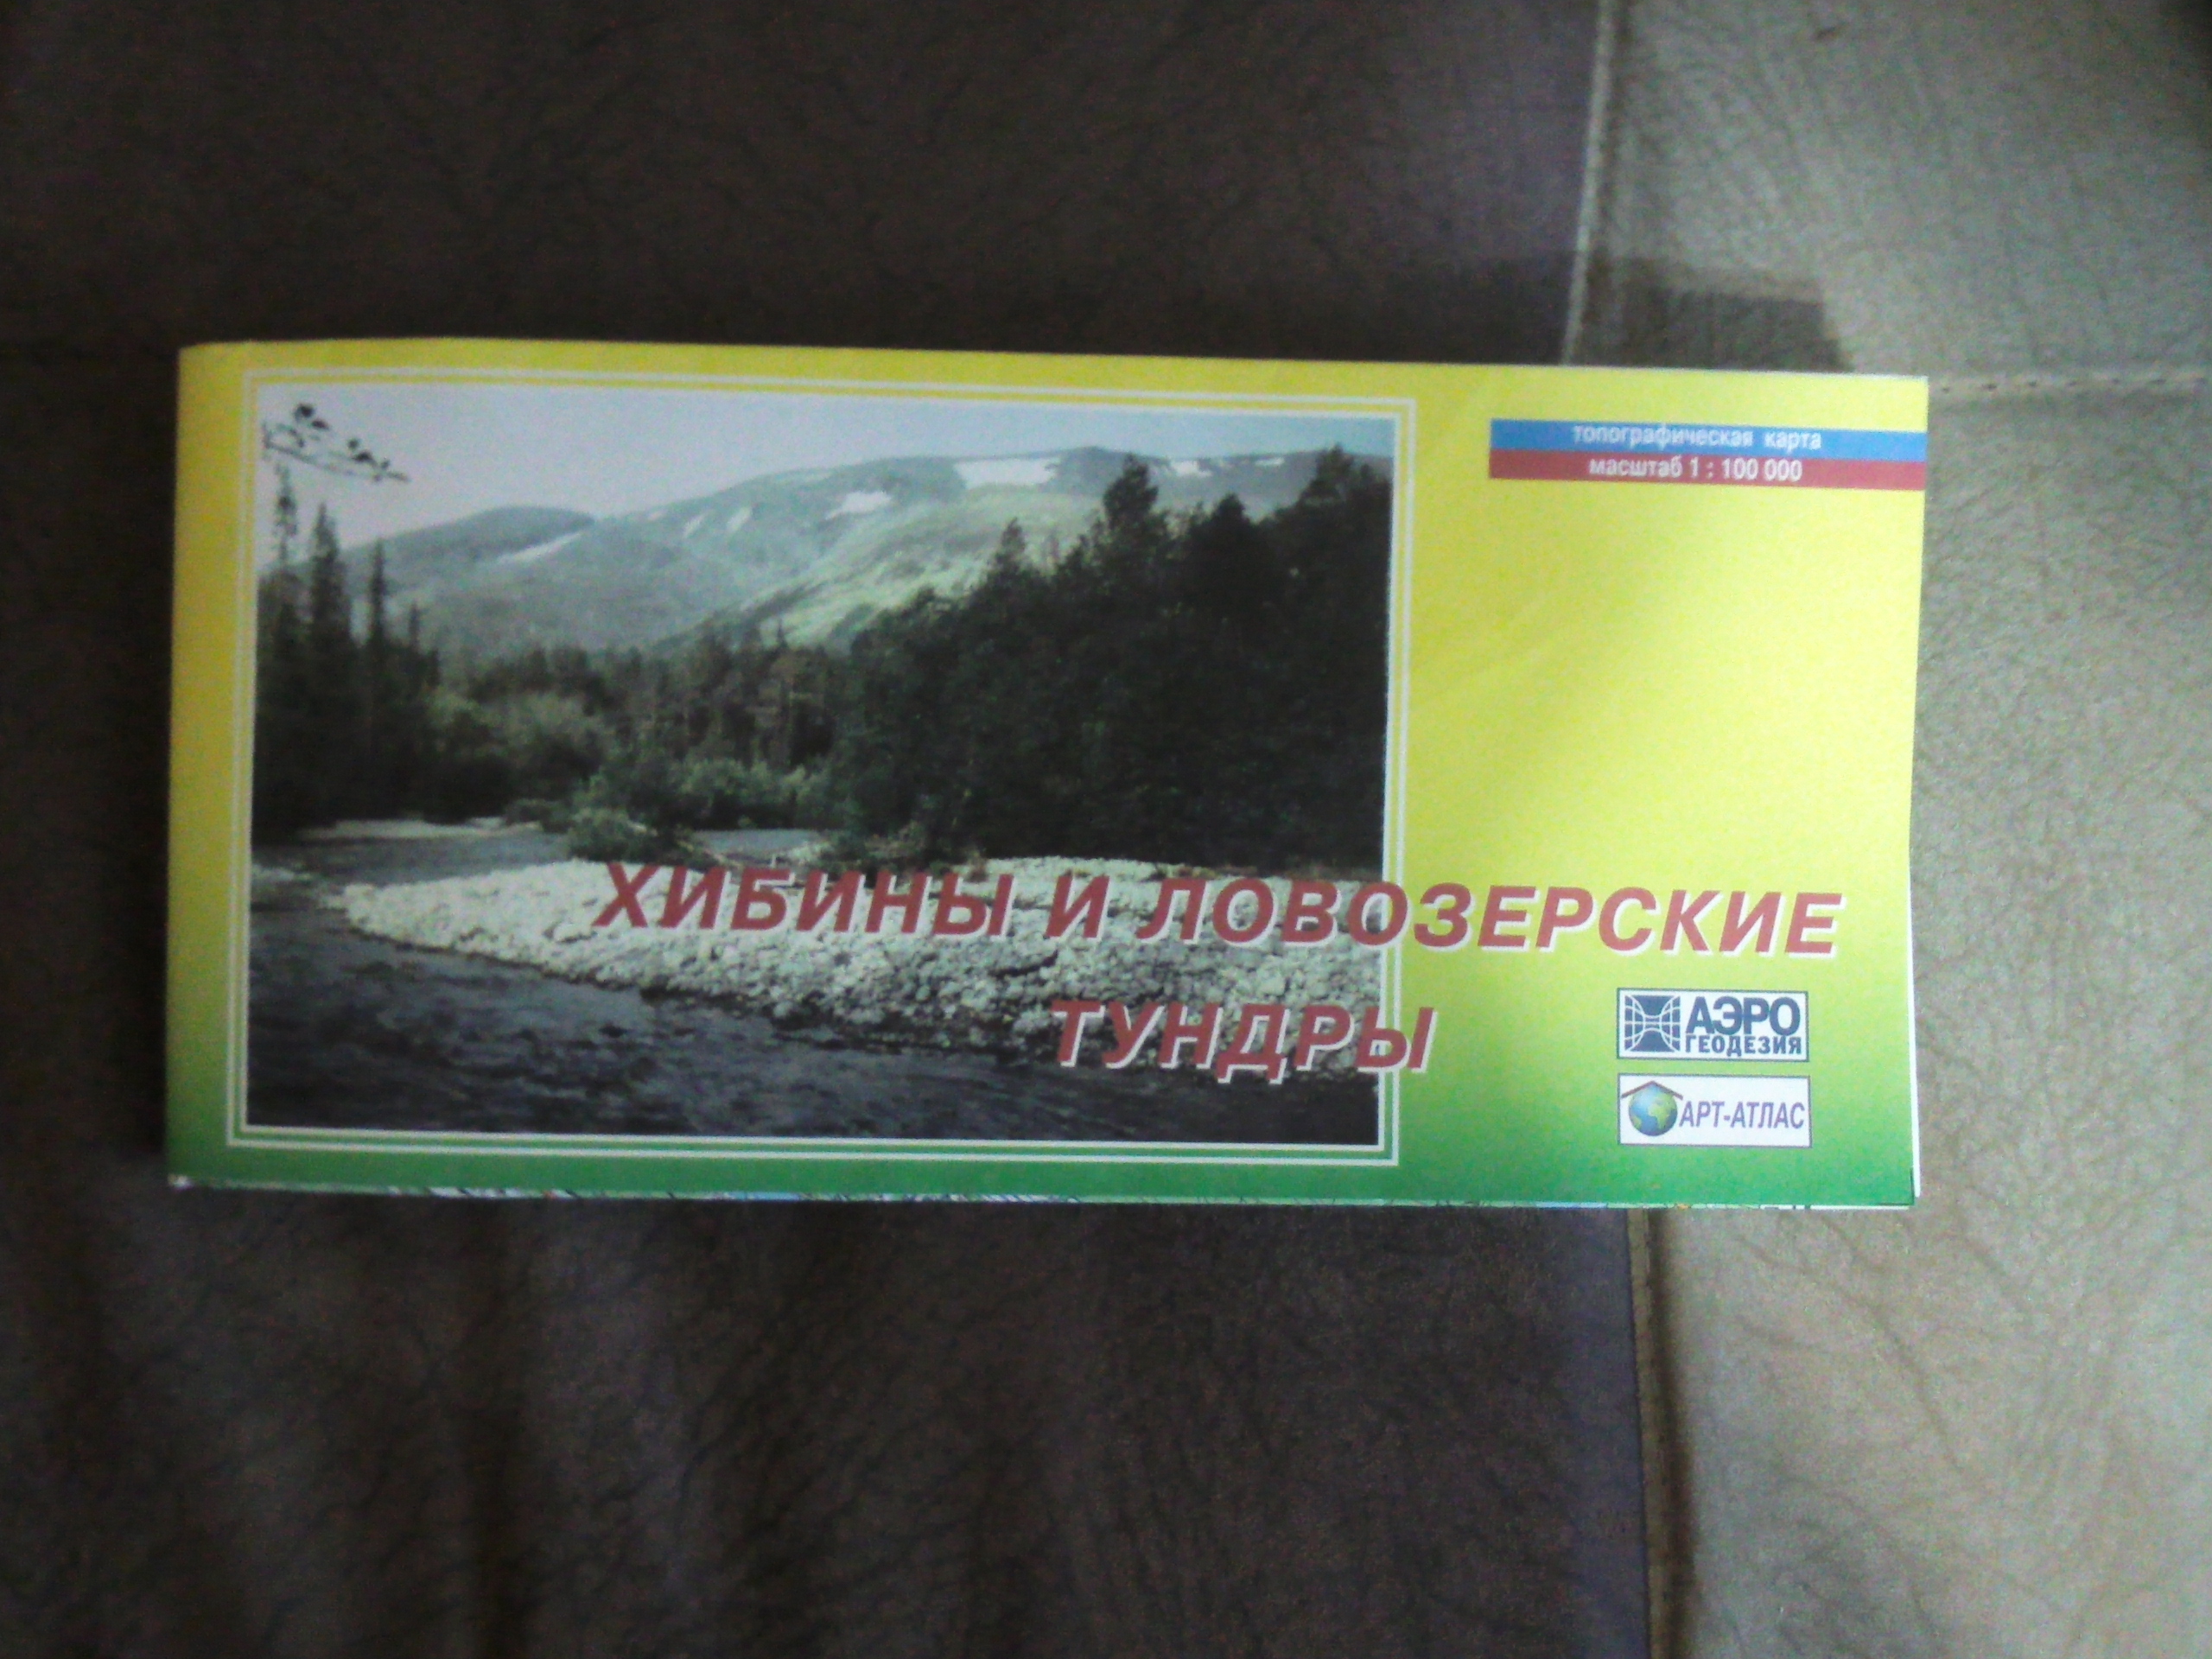 топографическая карта
масштаб 1 : 100 000
ХИБИНЫ И ЛОВОЗЕРСКИЕ
ТУНДРЫ
АЭРО
ГЕОДЕЗИЯ
АРТ-АТЛАС